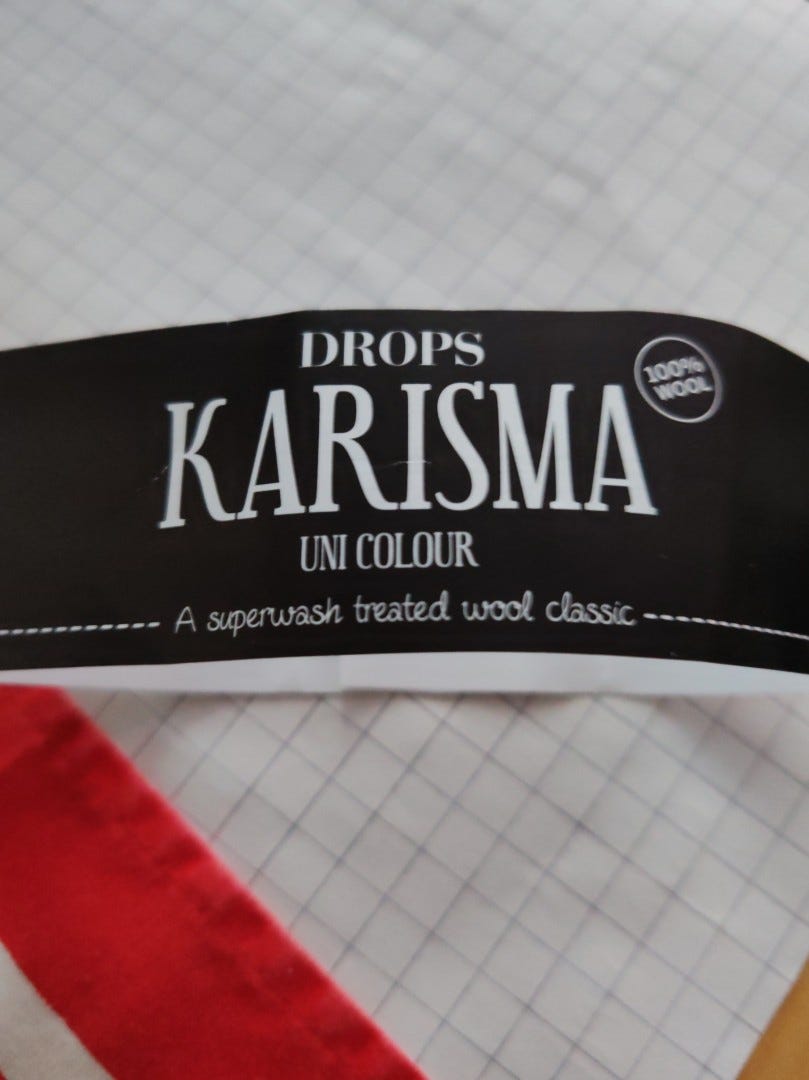 DROPS
KARISMA
100%
WOOL
UNI COLOUR
A superwash treated wool classic